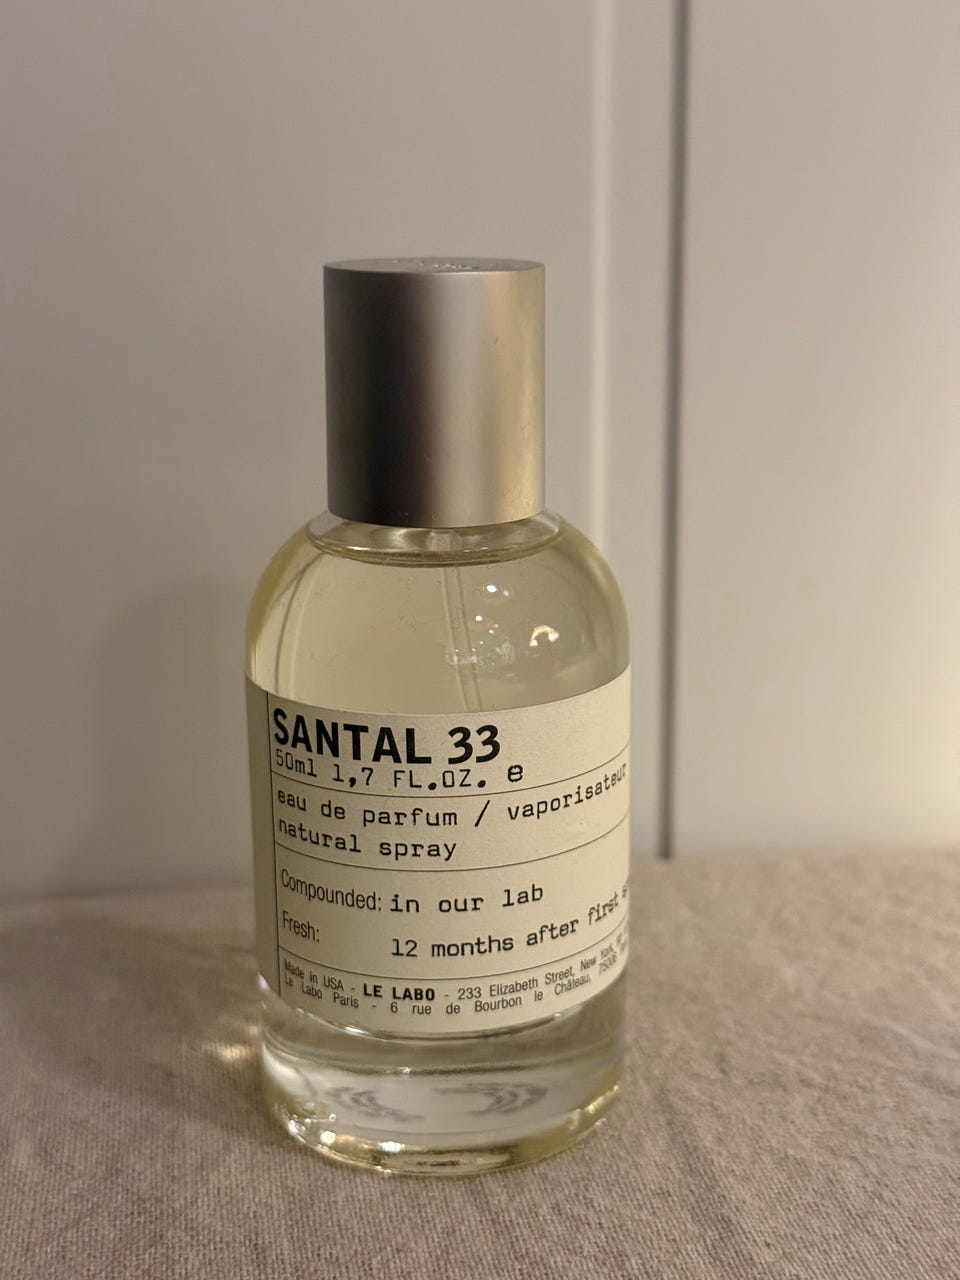 SANTAL 33
50ml 1,7 FL.OZ. e
eau de parfum / vaporisateur
natural spray
Compounded: in our lab
Fresh: 12 months after first
Made in USA - LE LABO - 233 Elizabeth Street, New York,
Le Labo Paris - 6 rue de Bourbon le Château, 75006